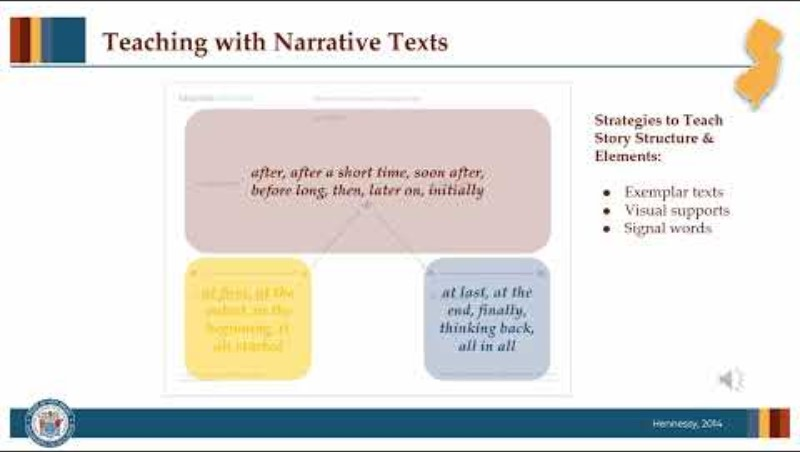 Teaching with Narrative Texts
after, after a short time, soon after,
before long, then, later on, initially
at first, at the
outset, in the
beginning, it
all started
at last, at the
end, finally,
thinking back,
all in all
Strategies to Teach
Story Structure &
Elements:
● Exemplar texts
● Visual supports
● Signal words
Hennessy, 2014